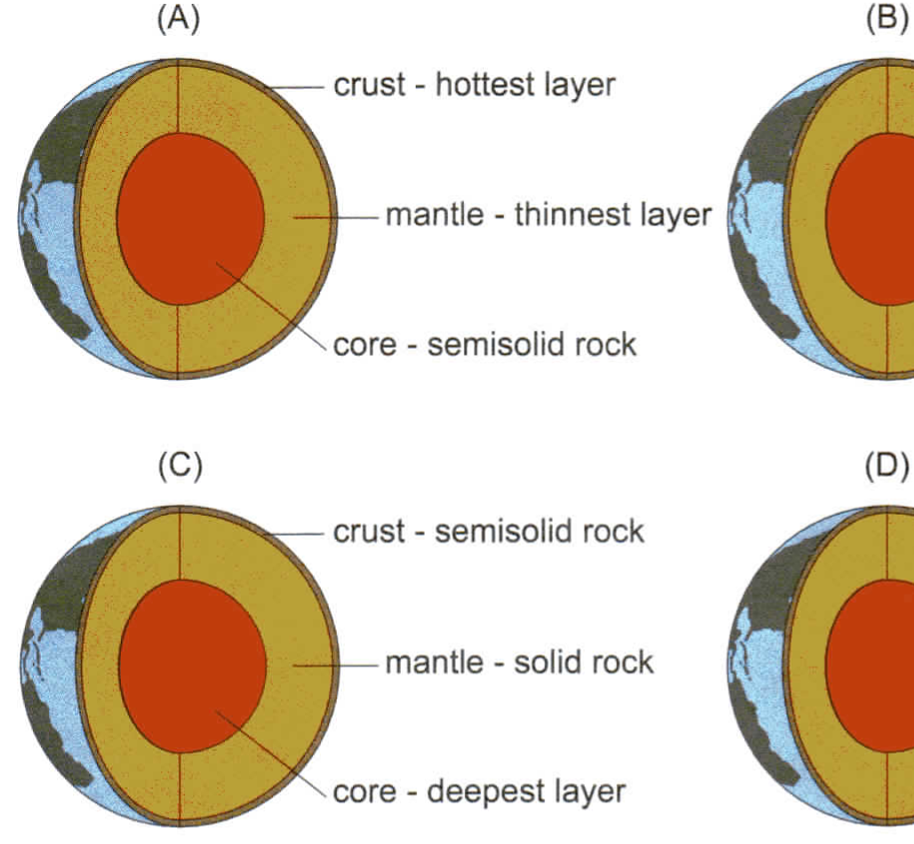 (A)
(B)
crust - hottest layer
mantle - thinnest layer
core - semisolid rock
(C)
(D)
crust - semisolid rock
mantle - solid rock
core - deepest layer